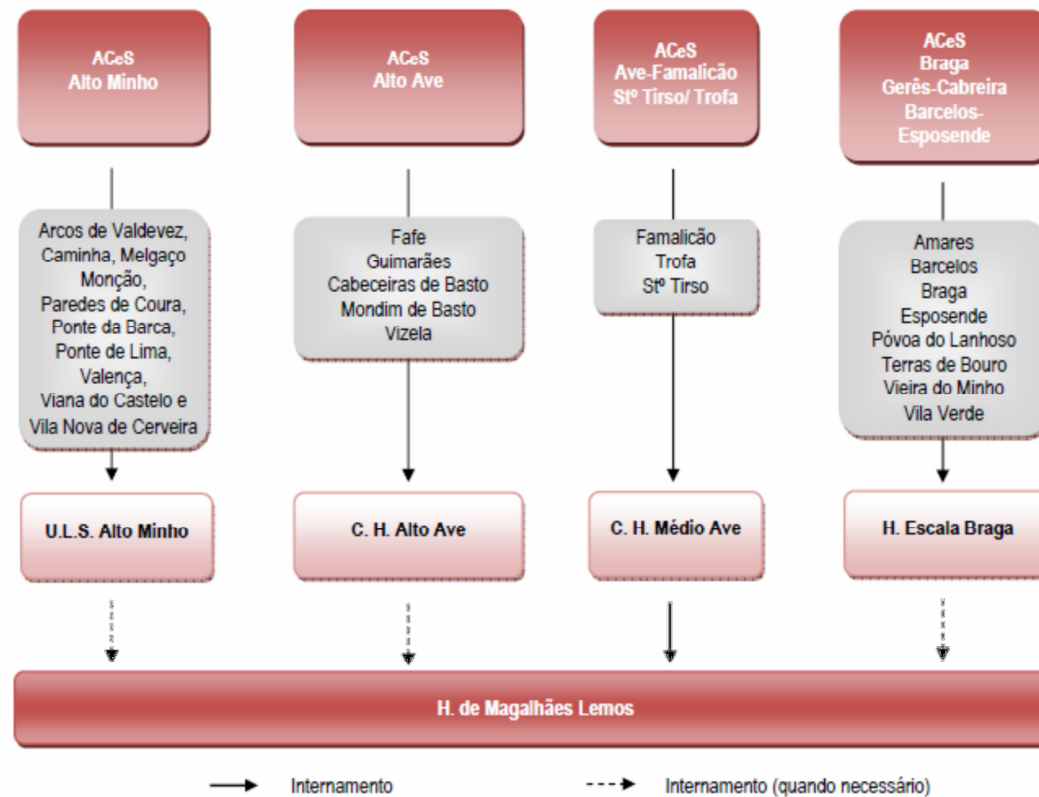 ACeS
Alto Minho
ACeS
Alto Ave
ACeS
Ave-Famalicão
Stº Tirso/ Trofa
ACeS
Braga
Gerês-Cabreira
Barcelos-
Esposende
Arcos de Valdevez,
Caminha, Melgaço
Monção,
Paredes de Coura,
Ponte da Barca,
Ponte de Lima,
Valença,
Viana do Castelo e
Vila Nova de Cerveira
Fafe
Guimarães
Cabeceiras de Basto
Mondim de Basto
Vizela
Famalicão
Trofa
Stº Tirso
Amares
Barcelos
Braga
Esposende
Póvoa do Lanhoso
Terras de Bouro
Vieira do Minho
Vila Verde
U.L.S. Alto Minho
C. H. Alto Ave
C. H. Médio Ave
H. Escala Braga
H. de Magalhães Lemos
Internamento
Internamento (quando necessário)